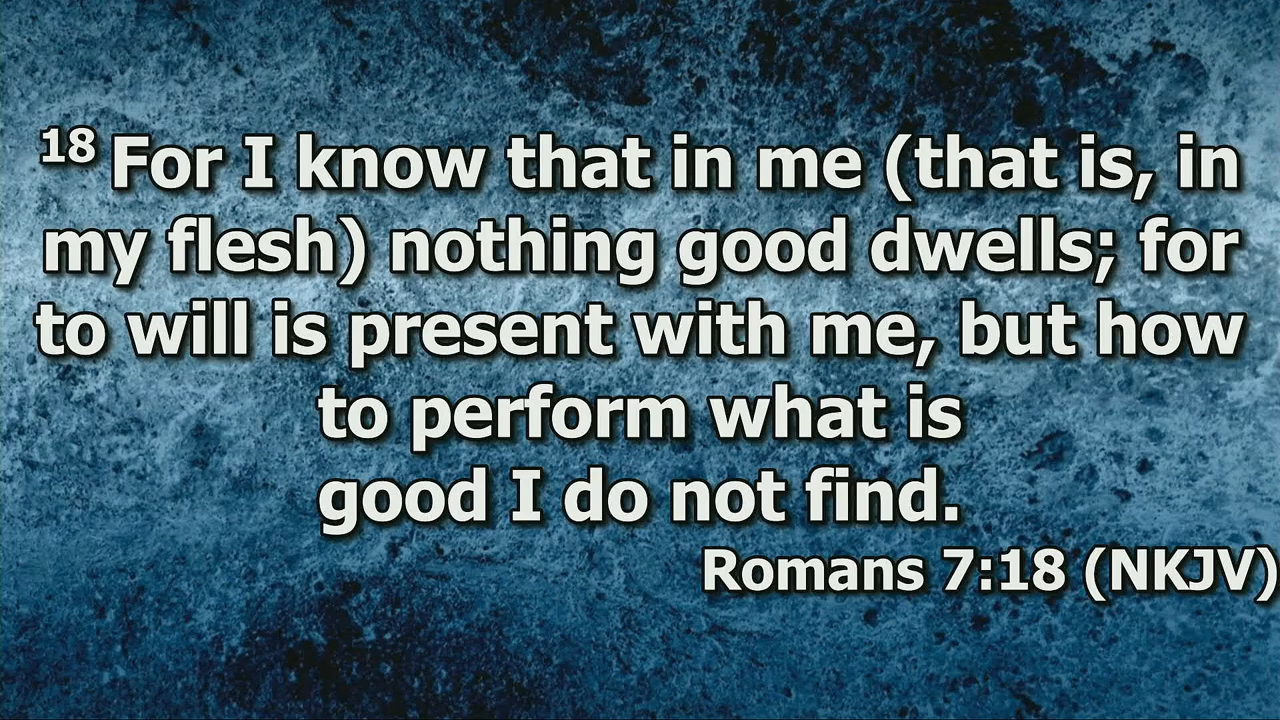 18 For I know that in me (that is, in
my flesh) nothing good dwells; for
to will is present with me, but how
to perform what is
good I do not find.
Romans 7:18 (NKJV)